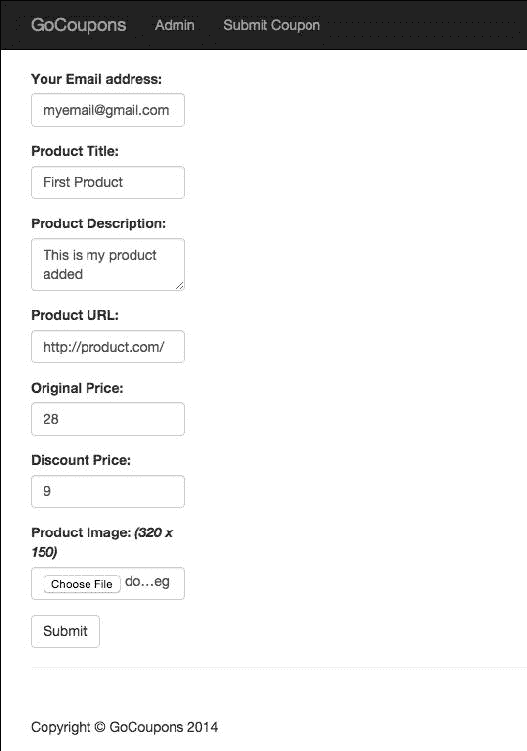 GoCoupons Admin Submit Coupon
Your Email address:
myemail@gmail.com
Product Title:
First Product
Product Description:
This is my product
added
Product URL:
http://product.com/
Original Price:
28
Discount Price:
9
Product Image: (320 x
150)
Choose File do...eg
Submit
Copyright © GoCoupons 2014